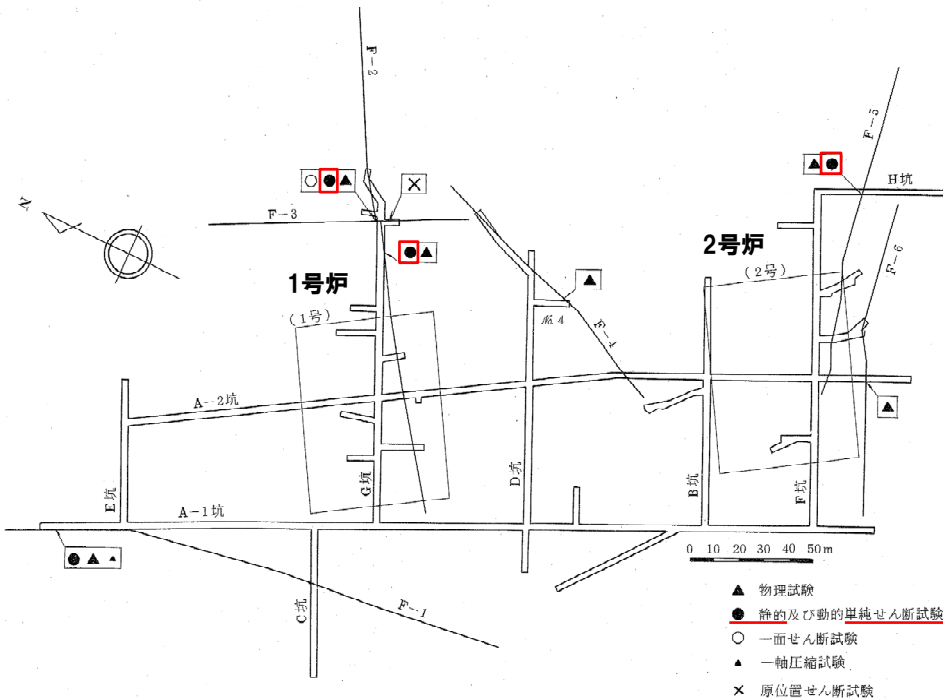 F-2
F-5
H坑
F-3
F-6
N
1号炉
(1号)
2号炉
(2号)
№4
F-4
A-2坑
E坑
G坑
D坑
B坑
F坑
A-1坑
C坑
F-1
0 10 20 30 40 50m
▲ 物理試験
● 静的及び動的単純せん断試験
○ 一面せん断試験
▲ 一軸圧縮試験
× 原位置せん断試験